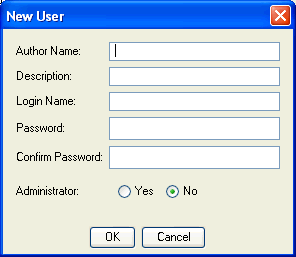 New User
Author Name:
Description:
Login Name:
Password:
Confirm Password:
Administrator: Yes No
OK Cancel